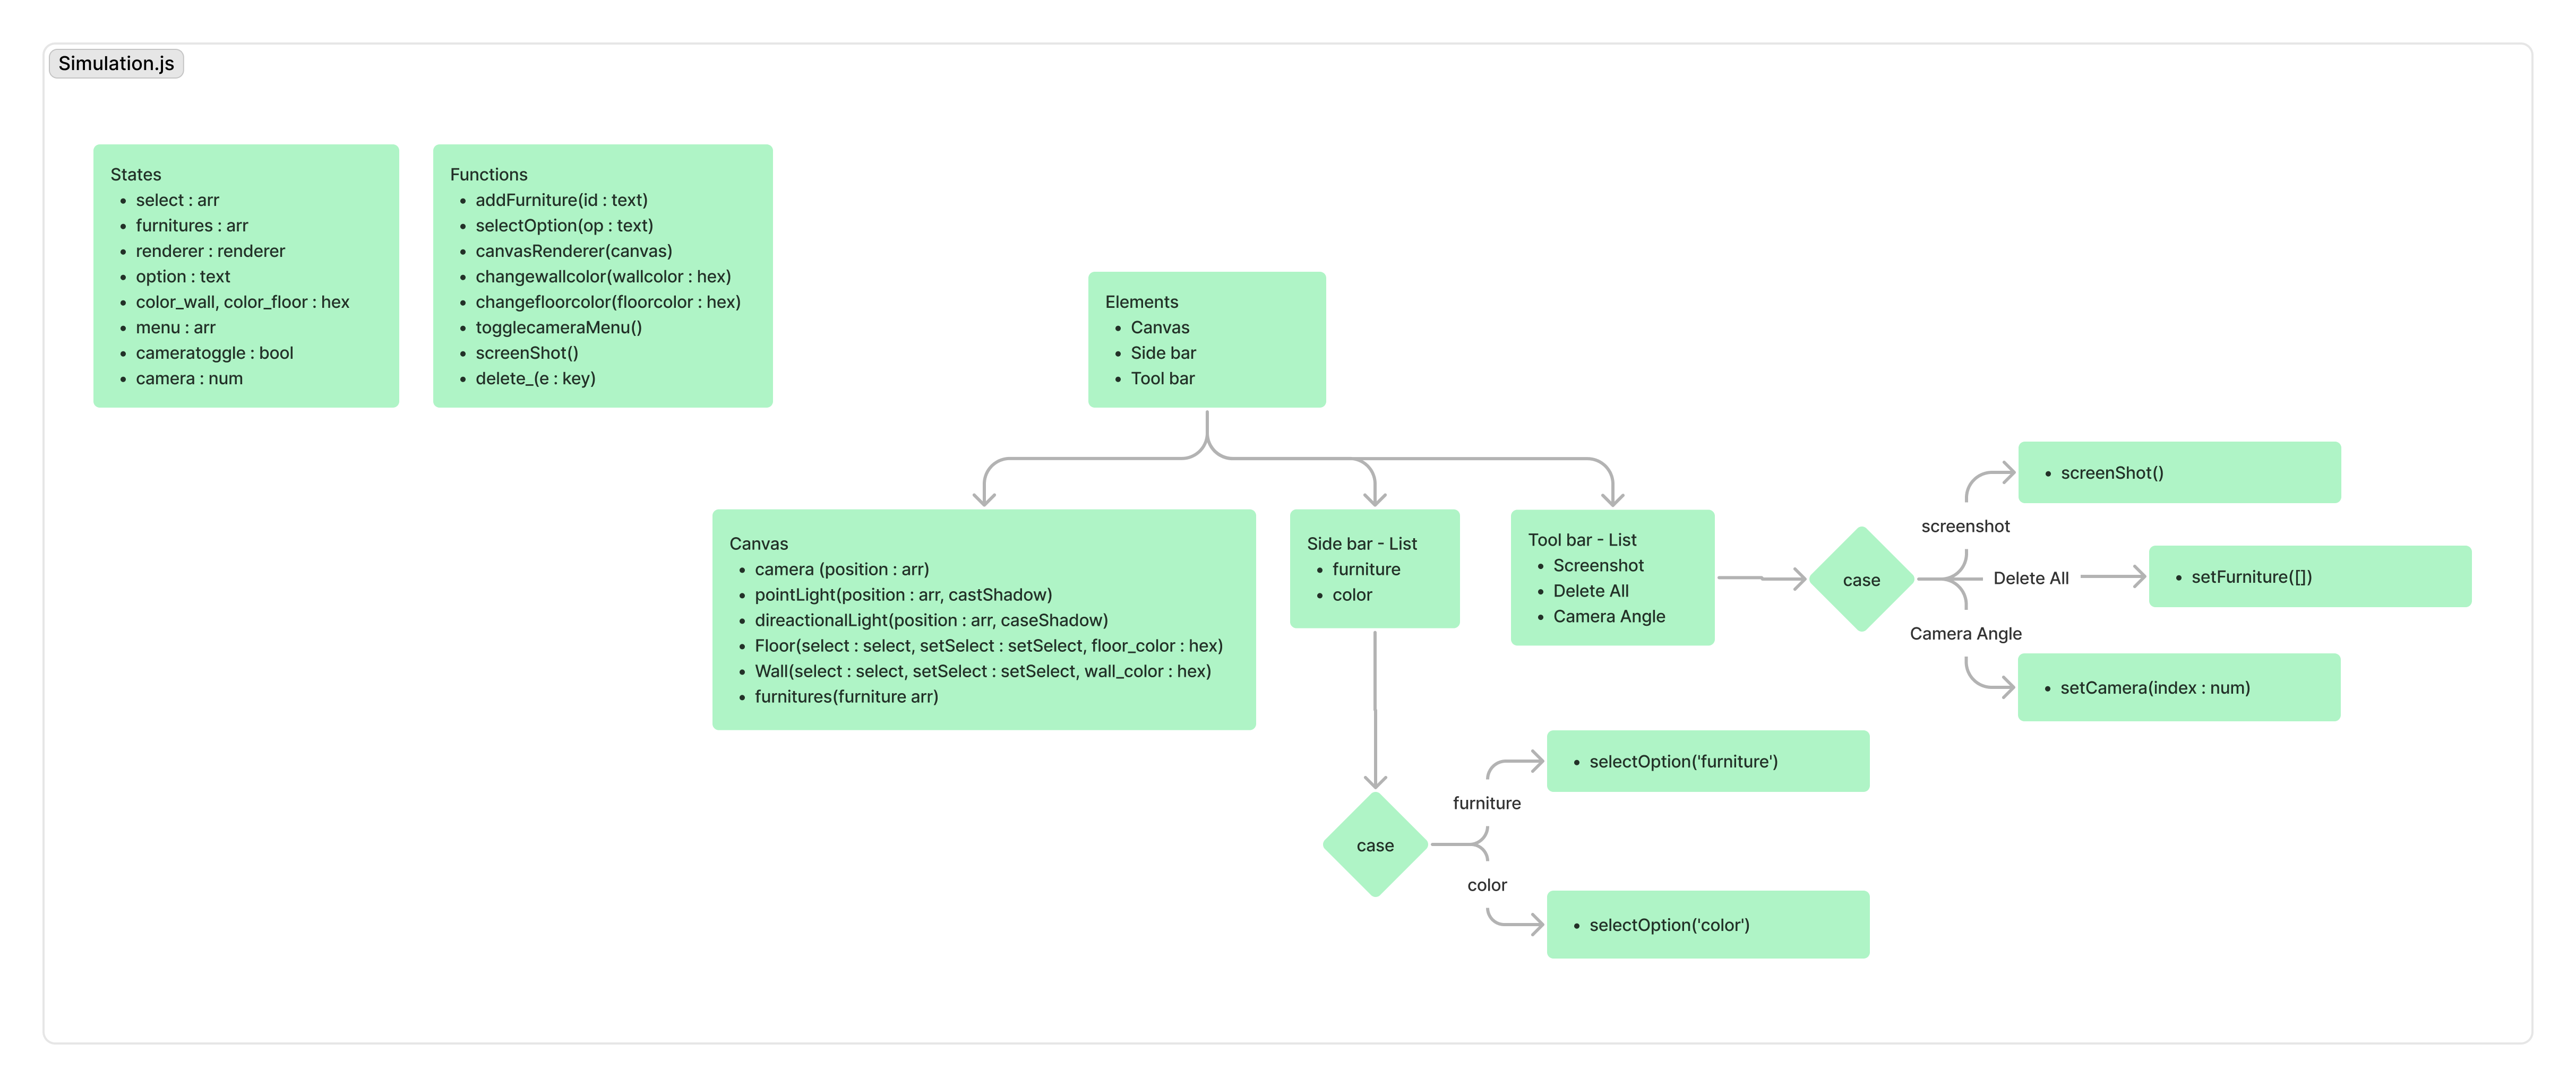 Simulation.js
States
• select : arr
• furnitures : arr
• renderer : renderer
• option : text
• color_wall, color_floor : hex
• menu : arr
• cameratoggle : bool
• camera : num
Functions
• addFurniture(id : text)
• selectOption(op : text)
• canvasRenderer(canvas)
• changewallcolor(wallcolor : hex)
• changefloorcolor(floorcolor : hex)
• togglecameraMenu()
• screenShot()
• delete_(e : key)
Elements
• Canvas
• Side bar
• Tool bar
Canvas
• camera (position : arr)
• pointLight(position : arr, castShadow)
• direactionalLight(position : arr, caseShadow)
• Floor(select : select, setSelect : setSelect, floor_color : hex)
• Wall(select : select, setSelect : setSelect, wall_color : hex)
• furnitures(furniture arr)
Side bar - List
• furniture
• color
Tool bar - List
• Screenshot
• Delete All
• Camera Angle
case
screenshot
• screenShot()
Delete All
• setFurniture([])
Camera Angle
• setCamera(index : num)
case
furniture
• selectOption('furniture')
color
• selectOption('color')